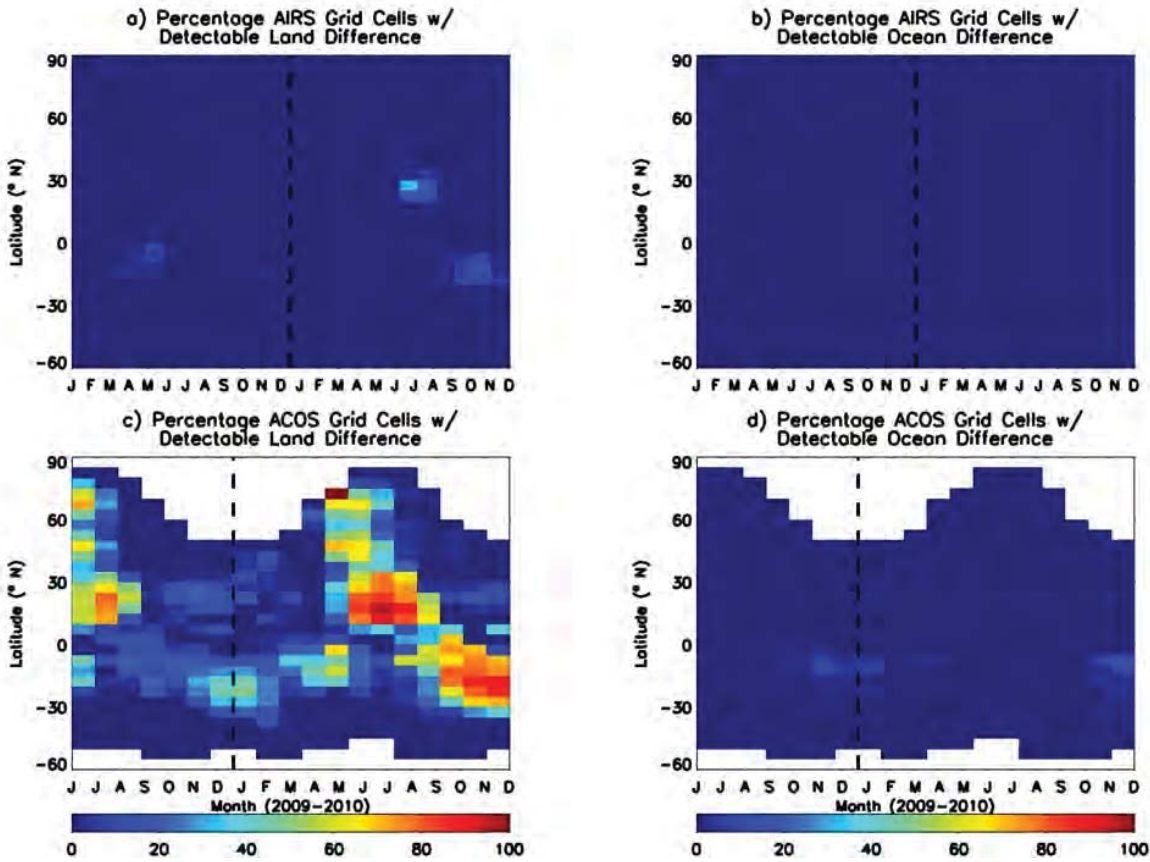 a) Percentage AIRS Grid Cells w/
Detectable Land Difference
90
60
30
0
-30
-60
Latitude (° N)
J F M A M J J A S O N D J F M A M J J A S O N D
b) Percentage AIRS Grid Cells w/
Detectable Ocean Difference
90
60
30
0
-30
-60
Latitude (° N)
J F M A M J J A S O N D J F M A M J J A S O N D
c) Percentage ACOS Grid Cells w/
Detectable Land Difference
90
60
30
0
-30
-60
Latitude (° N)
J J A S O N D J F M A M J J A S O N D
Month (2009-2010)
0 20 40 60 80 100
d) Percentage ACOS Grid Cells w/
Detectable Ocean Difference
90
60
30
0
-30
-60
Latitude (° N)
J J A S O N D J F M A M J J A S O N D
Month (2009-2010)
0 20 40 60 80 100